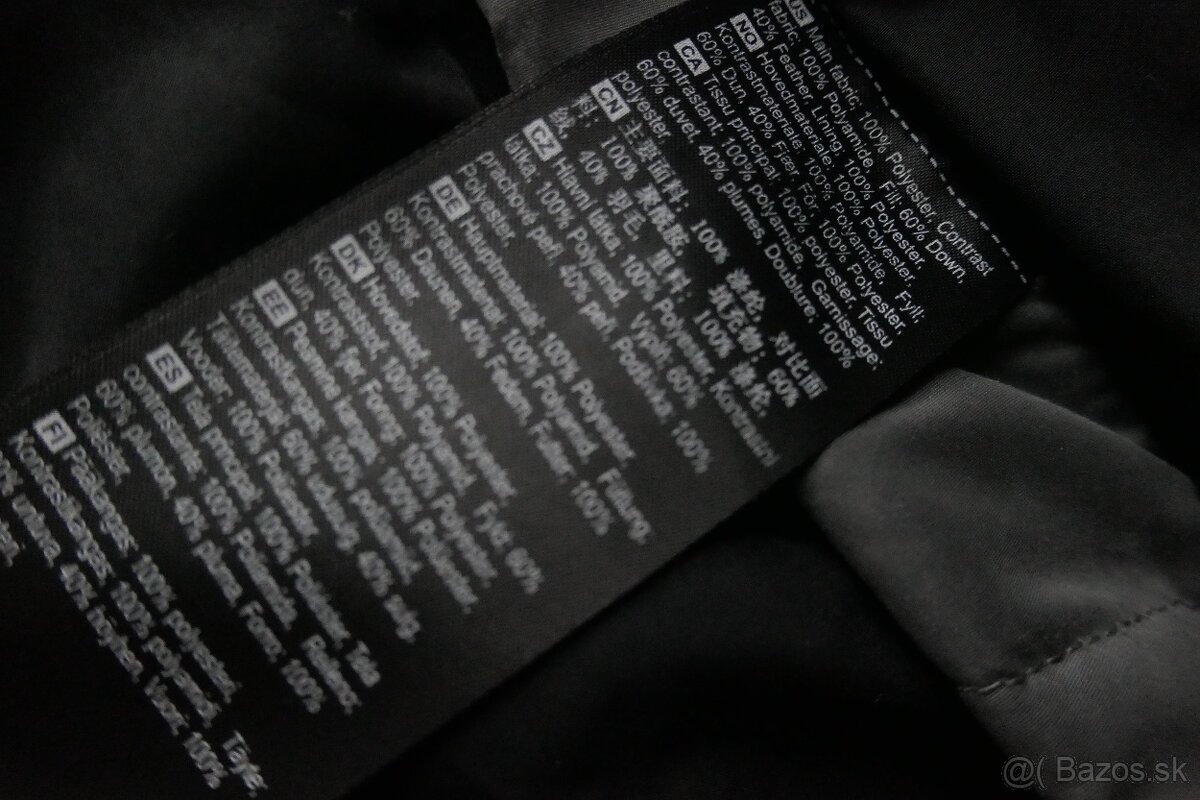 US Main fabric: 100% Polyester, Contrast
fabric: 100% Polyamide, Fill: 60% Down,
40% Feather, Lining: 100% Polyester,
NO Hovedmateriale: 100% Polyester,
Kontrastmateriale: 100% Polyamide, Fyll:
60% Dun, 40% Fjær, Fôr: 100% Polyester,
CA Tissu principal: 100% polyester, Tissu
contrastant: 100% polyamide, Garnissage:
60% duvet, 40% plumes, Doublure, 100%
polyester,
CN 主要面料: 100% 涤纶, 对比面
料: 100% 聚酰胺, 填充物: 60%
绒, 40% 羽毛, 里料: 100% 涤纶.
CZ Hlavní látka, 100% Polyester, Kontrastní
látka, 100% Polyamid, Výplň, 60%
prachové peří, 40% peří, Podšívka, 100%
Polyester,
DE Hauptmaterial: 100% Polyester,
Kontrastmaterial: 100% Polyamid, Füllung,
60% Daunen, 40% Federn, Futter: 100%
Polyester
DK Hovedstof, 100% Polyester
Kontraststof, 100% Polyamid, Fyld: 60%
dun, 40% fjer, Foring: 100% Polyester,
EE Peamine kangas: 100% Polüester,
Kontrastkangas, 100% polüamiid,
Täitematerjal: 60% udusulg, 40% sulg,
Vooder: 100% Polüester
ES Tela principal: 100% Poliéster, Tela
contrastante: 100% Poliamida, Relleno:
60% plumón, 40% pluma, Forro, 100%
Poliéster,
FI Pääkangas: 100% polyesteri,
Kontrastikangas: 100% polyamidi, Täyte,
untuva, 40% höyhen, Vuori, 100%
@( Bazos.sk